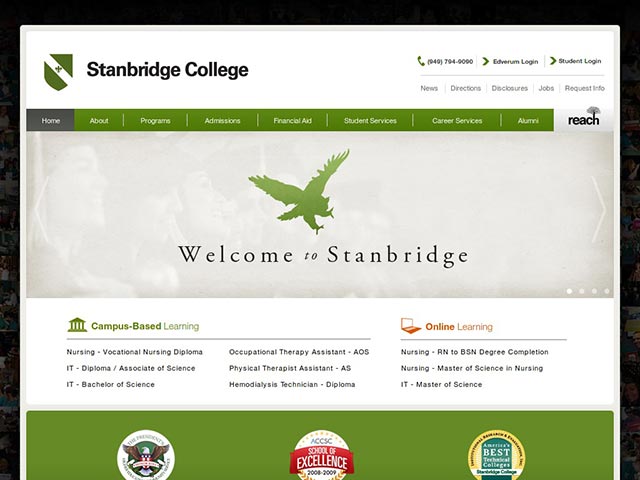 Stanbridge College
(949) 794-9090
Edverum Login
Student Login
News
Directions
Disclosures
Jobs
Request Info
Home
About
Programs
Admissions
Financial Aid
Student Services
Career Services
Alumni
reach
Welcome to Stanbridge
Campus-Based Learning
Nursing - Vocational Nursing Diploma
IT - Diploma / Associate of Science
IT - Bachelor of Science
Occupational Therapy Assistant - AOS
Physical Therapist Assistant - AS
Hemodialysis Technician - Diploma
Online Learning
Nursing - RN to BSN Degree Completion
Nursing - Master of Science in Nursing
IT - Master of Science
THE PRESIDENT'S
ACCSC
SCHOOL OF
EXCELLENCE
2008-2009
America's
BEST
Technical
Colleges
Stanbridge College